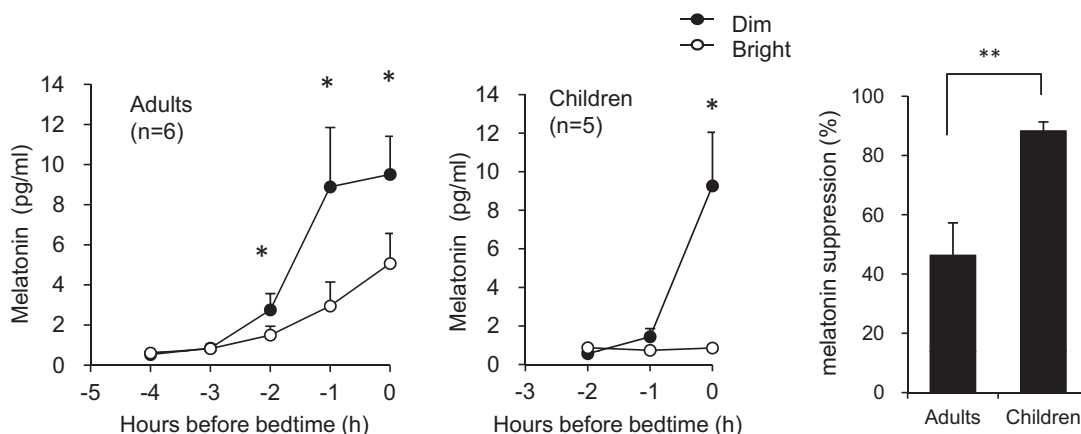 Dim
Bright
Adults
(n=6)
*
*
*
14
12
10
8
6
4
2
0
Melatonin (pg/ml)
-5 -4 -3 -2 -1 0
Hours before bedtime (h)
Children
(n=5)
*
14
12
10
8
6
4
2
0
Melatonin (pg/ml)
-3 -2 -1 0
Hours before bedtime (h)
**
100
80
60
40
20
0
melatonin suppression (%)
Adults Children